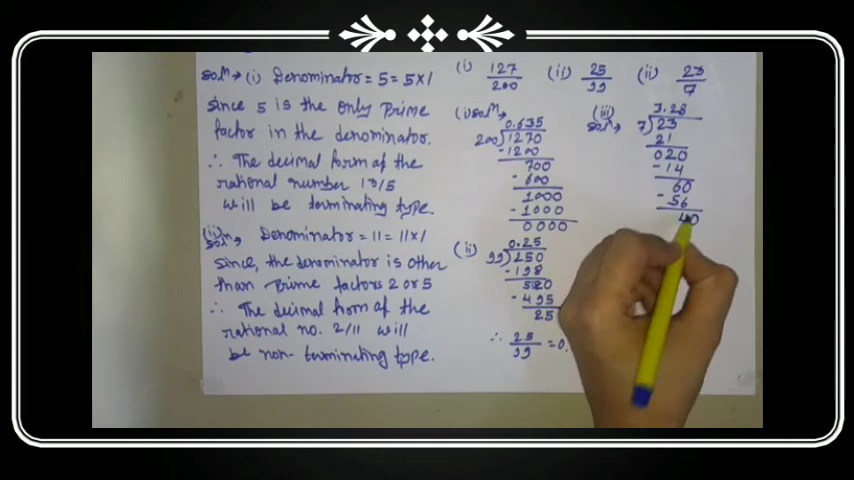 Solⁿ→ (i) Denominator = 5 = 5×1
since 5 is the only Prime
factor in the denominator.
∴ The decimal form of the
rational number 13/5
will be terminating type.
(ii) Solⁿ→ Denominator = 11 = 11×1
since, the denominator is other
than Prime factors 2 or 5
∴ The decimal from of the
rational no. 2/11 will
be non-terminating type.
(i) 127/200 (ii) 25/99 (ii) 23/7
(i) Solⁿ→
0.635
200)1270
-1200
700
-600
1000
-1000
0000
(ii)
0.25
99)250
-198
520
-495
25
∴ 25/99 = 0.
(iii)
Solⁿ→
3.28
7)23
21
020
-14
60
-56
40